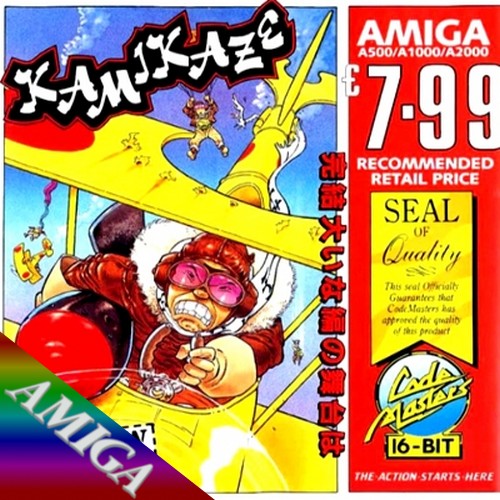 KAMIKAZE
AMIGA
A500/A1000/A2000
£7·99
RECOMMENDED
RETAIL PRICE
SEAL
OF
Quality
This seal Officially
Guarantees that
CodeMasters has
approved the quality
of this product
Code
Masters
16-BIT
THE·ACTION·STARTS·HERE
完結大いな編の集台は
AMIGA